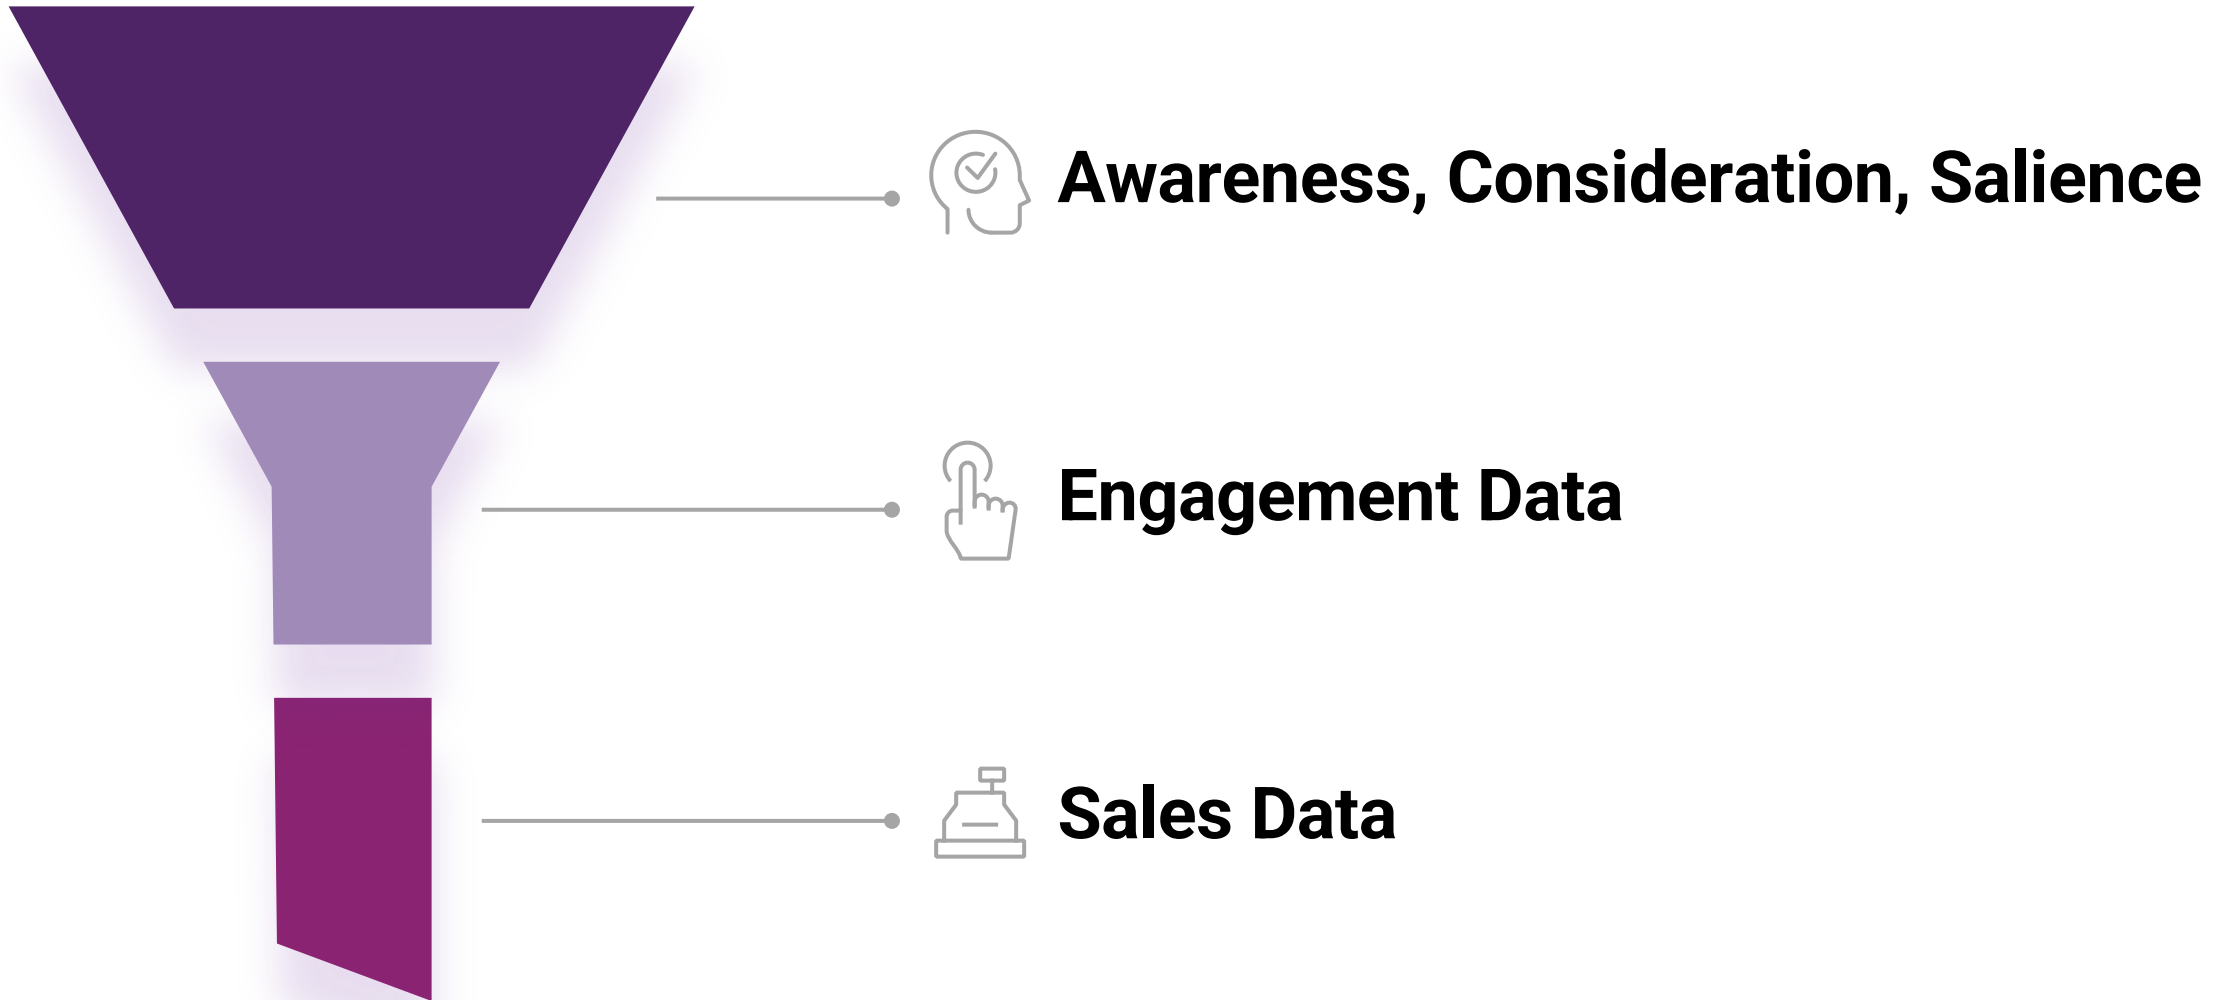 Awareness, Consideration, Salience
Engagement Data
Sales Data